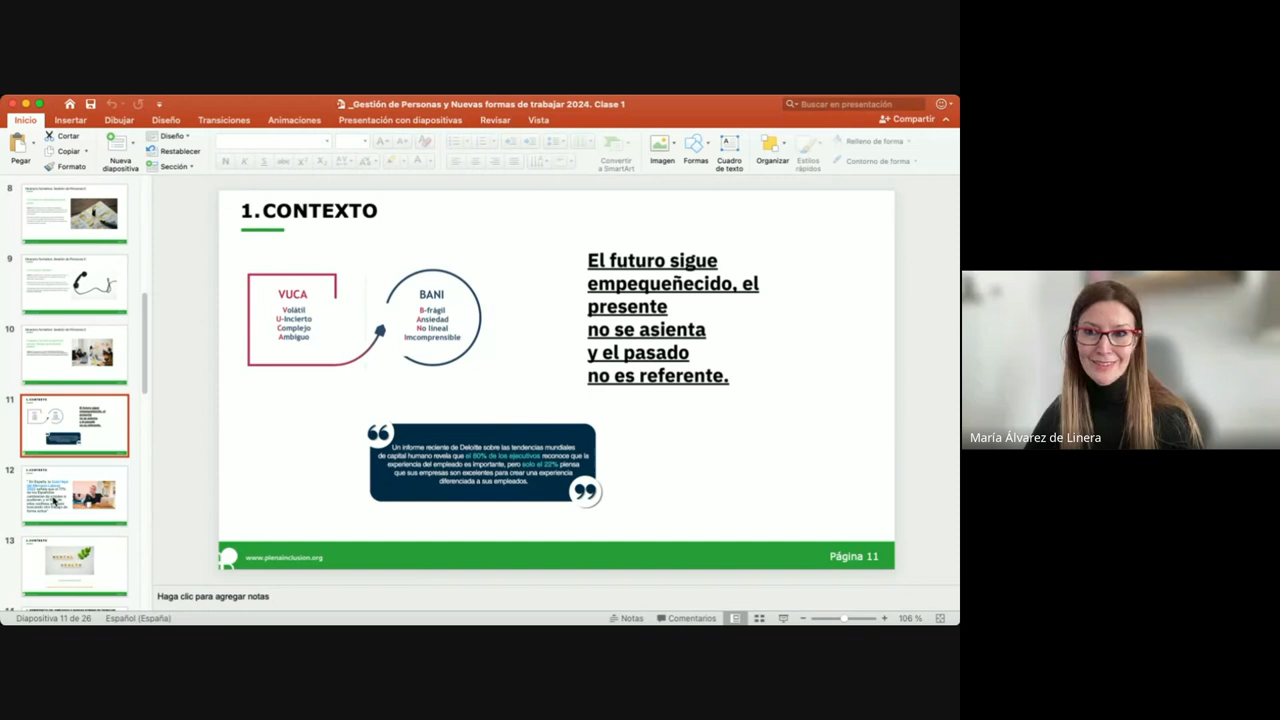 _Gestión de Personas y Nuevas formas de trabajar 2024. Clase 1
Buscar en presentación
Inicio Insertar Dibujar Diseño Transiciones Animaciones Presentación con diapositivas Revisar Vista
Compartir
Pegar
Cortar
Copiar
Formato
Nueva
diapositiva
Diseño
Restablecer
Sección
Convertir
a SmartArt
Imagen
Formas
Cuadro
de texto
Organizar
Estilos
rápidos
Relleno de forma
Contorno de forma
8
9
10
11
12
13
1.CONTEXTO
VUCA
Volátil
U-Incierto
Complejo
Ambiguo
BANI
B-frágil
Ansiedad
No lineal
Imcomprensible
El futuro sigue
empequeñecido, el
presente
no se asienta
y el pasado
no es referente.
Un informe reciente de Deloitte sobre las tendencias mundiales
de capital humano revela que el 80% de los ejecutivos reconoce que la
experiencia del empleado es importante, pero solo el 22% piensa
que sus empresas son excelentes para crear una experiencia
diferenciada a sus empleados.
www.plenainclusion.org
Página 11
Haga clic para agregar notas
Diapositiva 11 de 26
Español (España)
Notas
Comentarios
106 %
María Álvarez de Linera